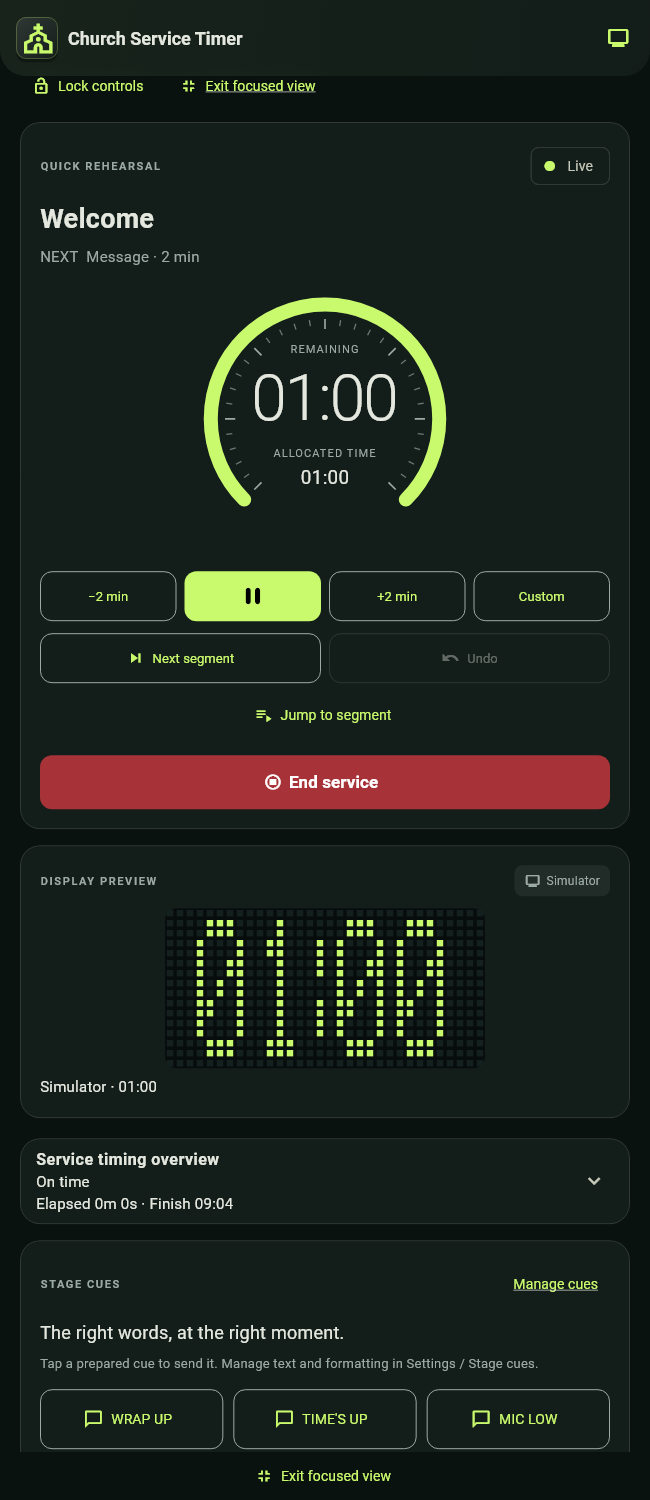 Church Service Timer
Lock controls Exit focused view
QUICK REHEARSAL Live
Welcome
NEXT Message · 2 min
REMAINING
01:00
ALLOCATED TIME
01:00
−2 min +2 min Custom
Next segment Undo
Jump to segment
End service
DISPLAY PREVIEW Simulator
01:00
Simulator · 01:00
Service timing overview
On time
Elapsed 0m 0s · Finish 09:04
STAGE CUES Manage cues
The right words, at the right moment.
Tap a prepared cue to send it. Manage text and formatting in Settings / Stage cues.
WRAP UP TIME'S UP MIC LOW
Exit focused view